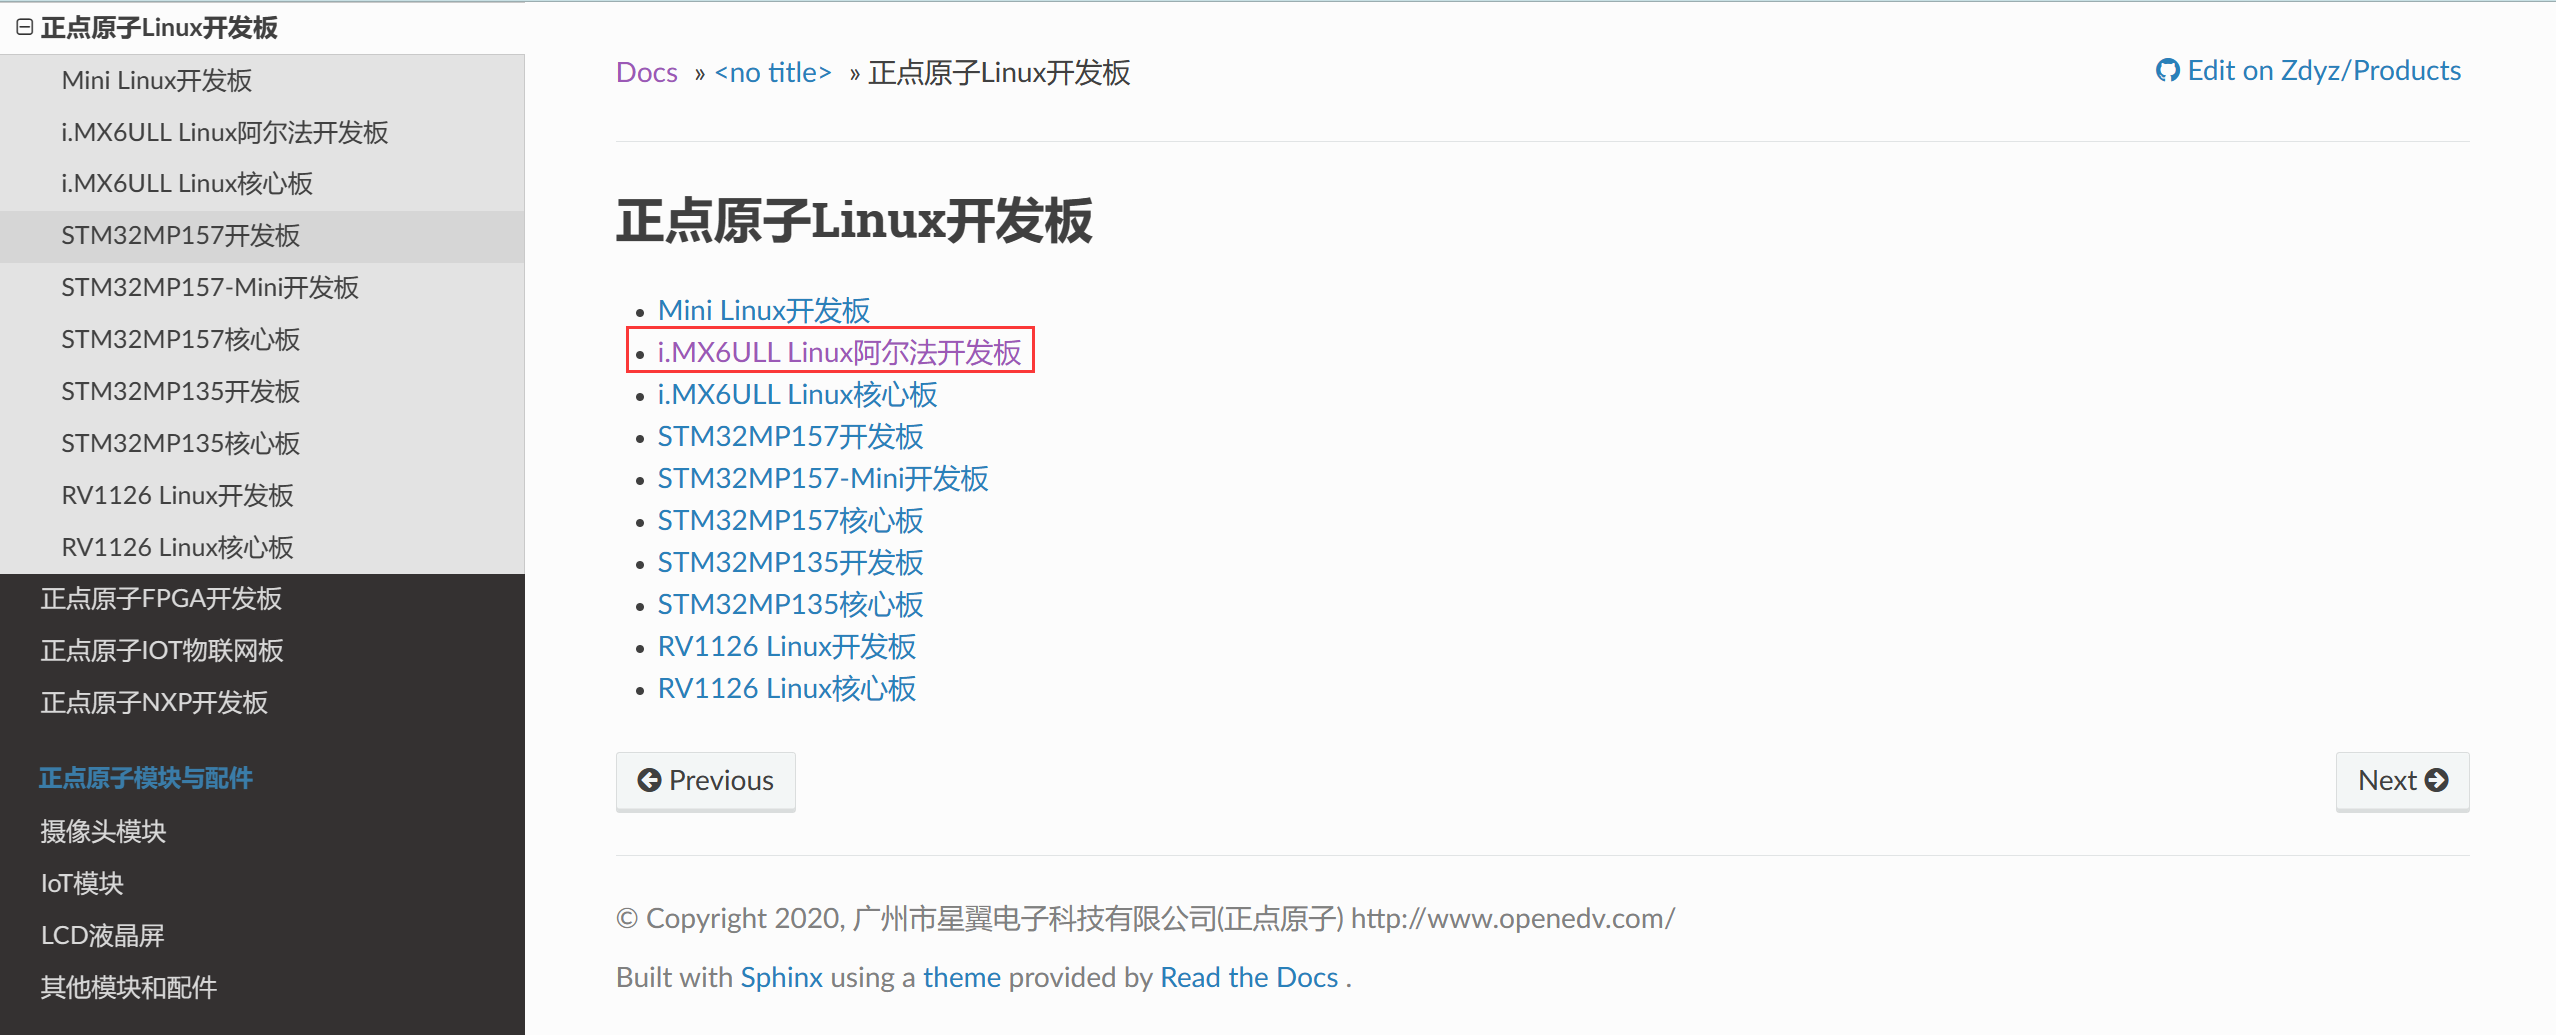 正点原子Linux开发板
Mini Linux开发板
i.MX6ULL Linux阿尔法开发板
i.MX6ULL Linux核心板
STM32MP157开发板
STM32MP157-Mini开发板
STM32MP157核心板
STM32MP135开发板
STM32MP135核心板
RV1126 Linux开发板
RV1126 Linux核心板
正点原子FPGA开发板
正点原子IOT物联网板
正点原子NXP开发板
正点原子模块与配件
摄像头模块
IoT模块
LCD液晶屏
其他模块和配件
Docs » <no title> » 正点原子Linux开发板
Edit on Zdyz/Products
正点原子Linux开发板
Mini Linux开发板
i.MX6ULL Linux阿尔法开发板
i.MX6ULL Linux核心板
STM32MP157开发板
STM32MP157-Mini开发板
STM32MP157核心板
STM32MP135开发板
STM32MP135核心板
RV1126 Linux开发板
RV1126 Linux核心板
Previous
Next
© Copyright 2020, 广州市星翼电子科技有限公司(正点原子) http://www.openedv.com/
Built with Sphinx using a theme provided by Read the Docs .